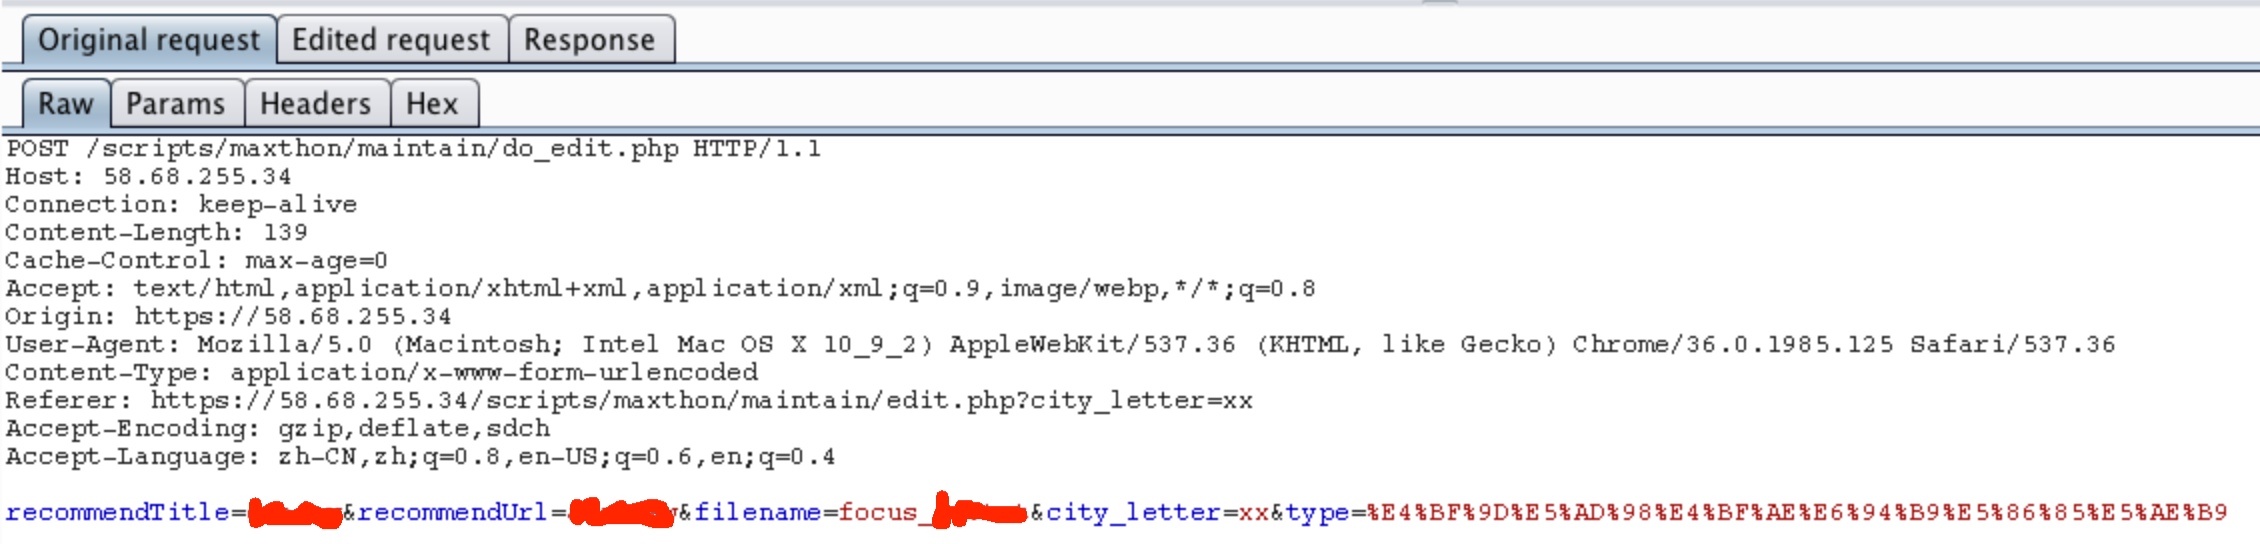 Original request Edited request Response
Raw Params Headers Hex
POST /scripts/maxthon/maintain/do_edit.php HTTP/1.1
Host: 58.68.255.34
Connection: keep-alive
Content-Length: 139
Cache-Control: max-age=0
Accept: text/html,application/xhtml+xml,application/xml;q=0.9,image/webp,*/*;q=0.8
Origin: https://58.68.255.34
User-Agent: Mozilla/5.0 (Macintosh; Intel Mac OS X 10_9_2) AppleWebKit/537.36 (KHTML, like Gecko) Chrome/36.0.1985.125 Safari/537.36
Content-Type: application/x-www-form-urlencoded
Referer: https://58.68.255.34/scripts/maxthon/maintain/edit.php?city_letter=xx
Accept-Encoding: gzip,deflate,sdch
Accept-Language: zh-CN,zh;q=0.8,en-US;q=0.6,en;q=0.4
recommendTitle= &recommendUrl= &filename=focus_ &city_letter=xx&type=%E4%BF%9D%E5%AD%98%E4%BF%AE%E6%94%B9%E5%86%85%E5%AE%B9